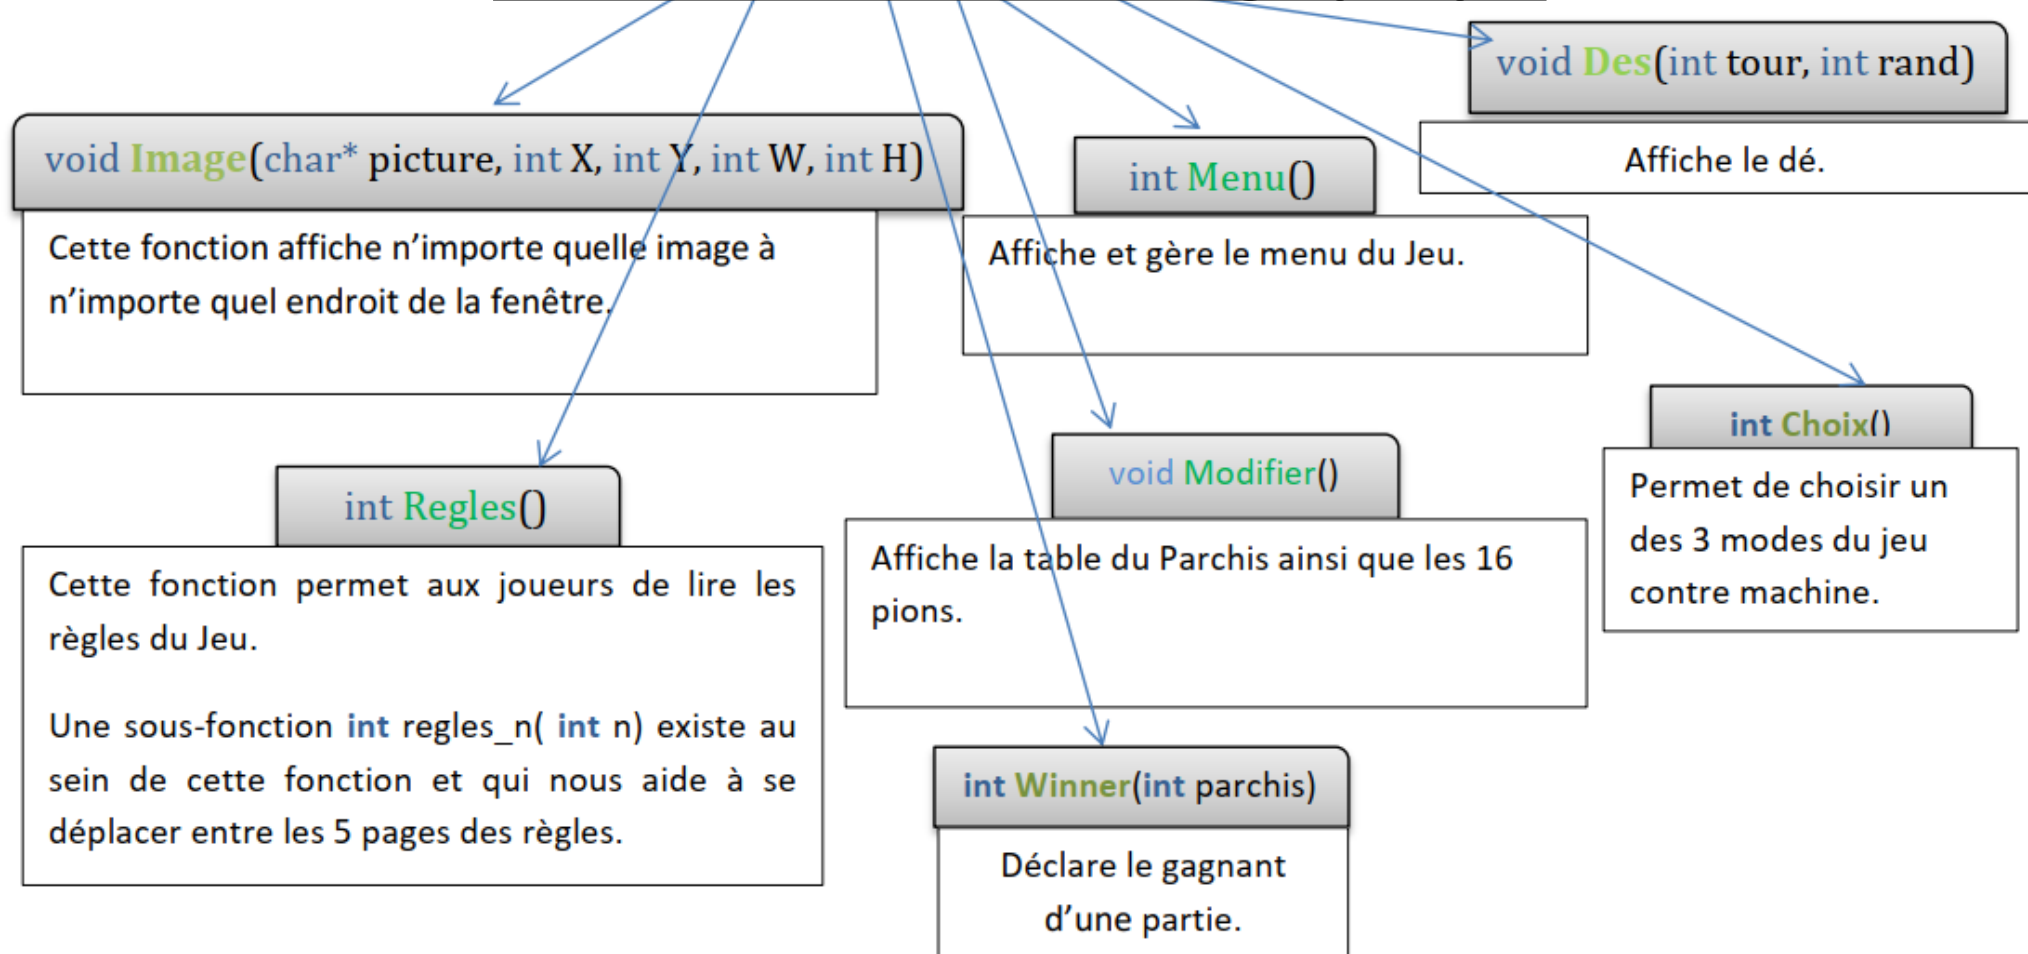 void Des(int tour, int rand)
Affiche le dé.
void Image(char* picture, int X, int Y, int W, int H)
Cette fonction affiche n’importe quelle image à
n’importe quel endroit de la fenêtre.
int Menu()
Affiche et gère le menu du Jeu.
int Choix()
Permet de choisir un
des 3 modes du jeu
contre machine.
int Regles()
Cette fonction permet aux joueurs de lire les
règles du Jeu.
Une sous-fonction int regles_n( int n) existe au
sein de cette fonction et qui nous aide à se
déplacer entre les 5 pages des règles.
void Modifier()
Affiche la table du Parchis ainsi que les 16
pions.
int Winner(int parchis)
Déclare le gagnant
d’une partie.